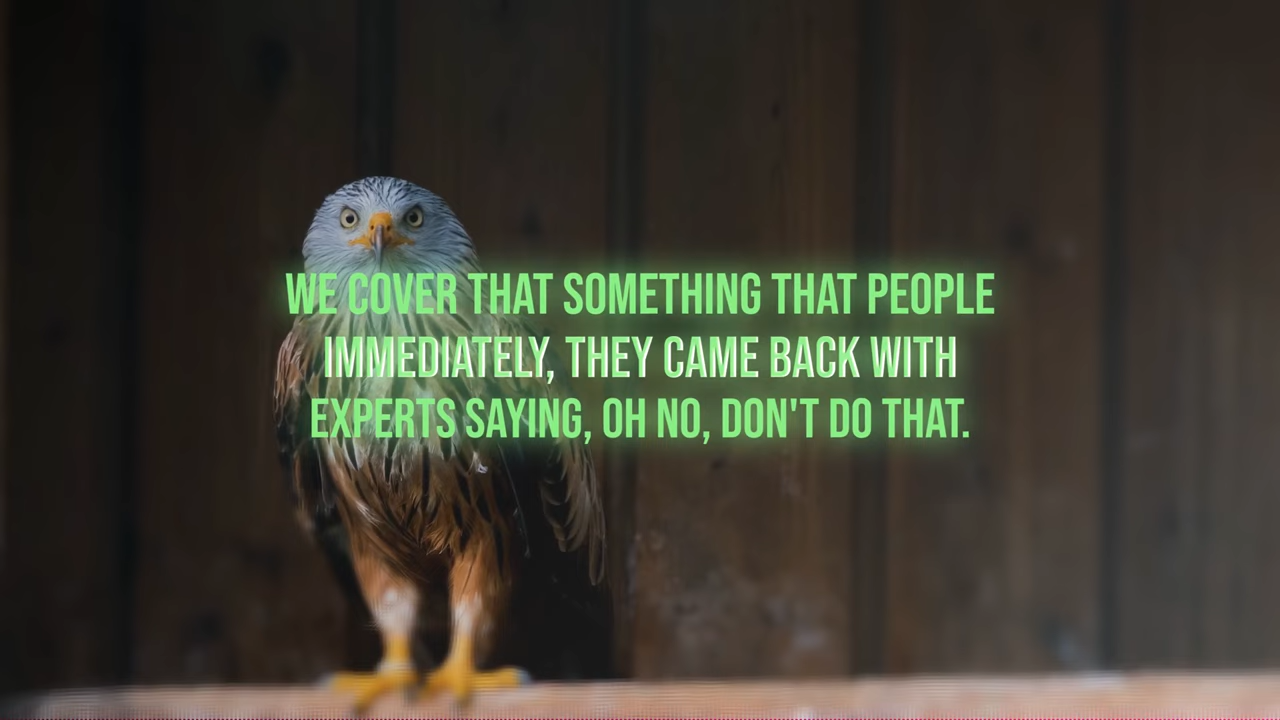 WE COVER THAT SOMETHING THAT PEOPLE
IMMEDIATELY, THEY CAME BACK WITH
EXPERTS SAYING, OH NO, DON'T DO THAT.